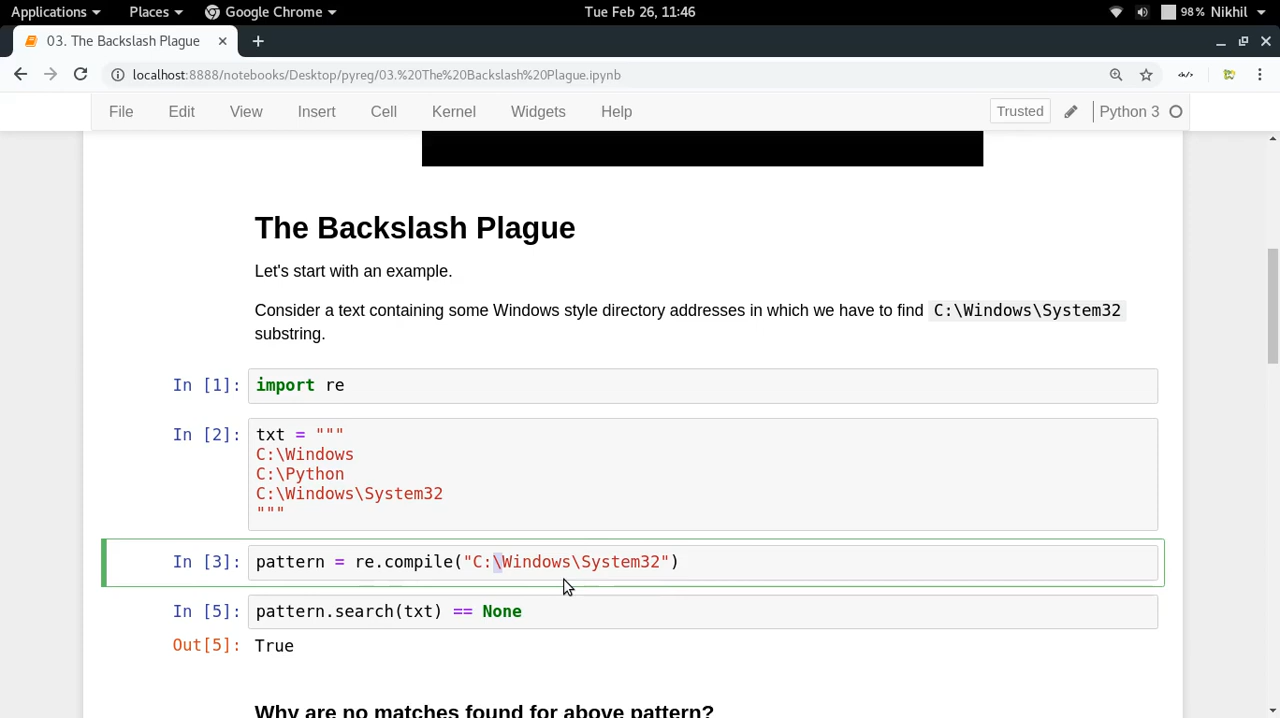 Applications Places Google Chrome Tue Feb 26, 11:46 98% Nikhil
03. The Backslash Plague
localhost:8888/notebooks/Desktop/pyreg/03.%20The%20Backslash%20Plague.ipynb
File Edit View Insert Cell Kernel Widgets Help Trusted Python 3
The Backslash Plague
Let's start with an example.
Consider a text containing some Windows style directory addresses in which we have to find C:\Windows\System32
substring.
In [1]: import re
In [2]: txt = """
C:\Windows
C:\Python
C:\Windows\System32
"""
In [3]: pattern = re.compile("C:\Windows\System32")
In [5]: pattern.search(txt) == None
Out[5]: True
Why are no matches found for above pattern?